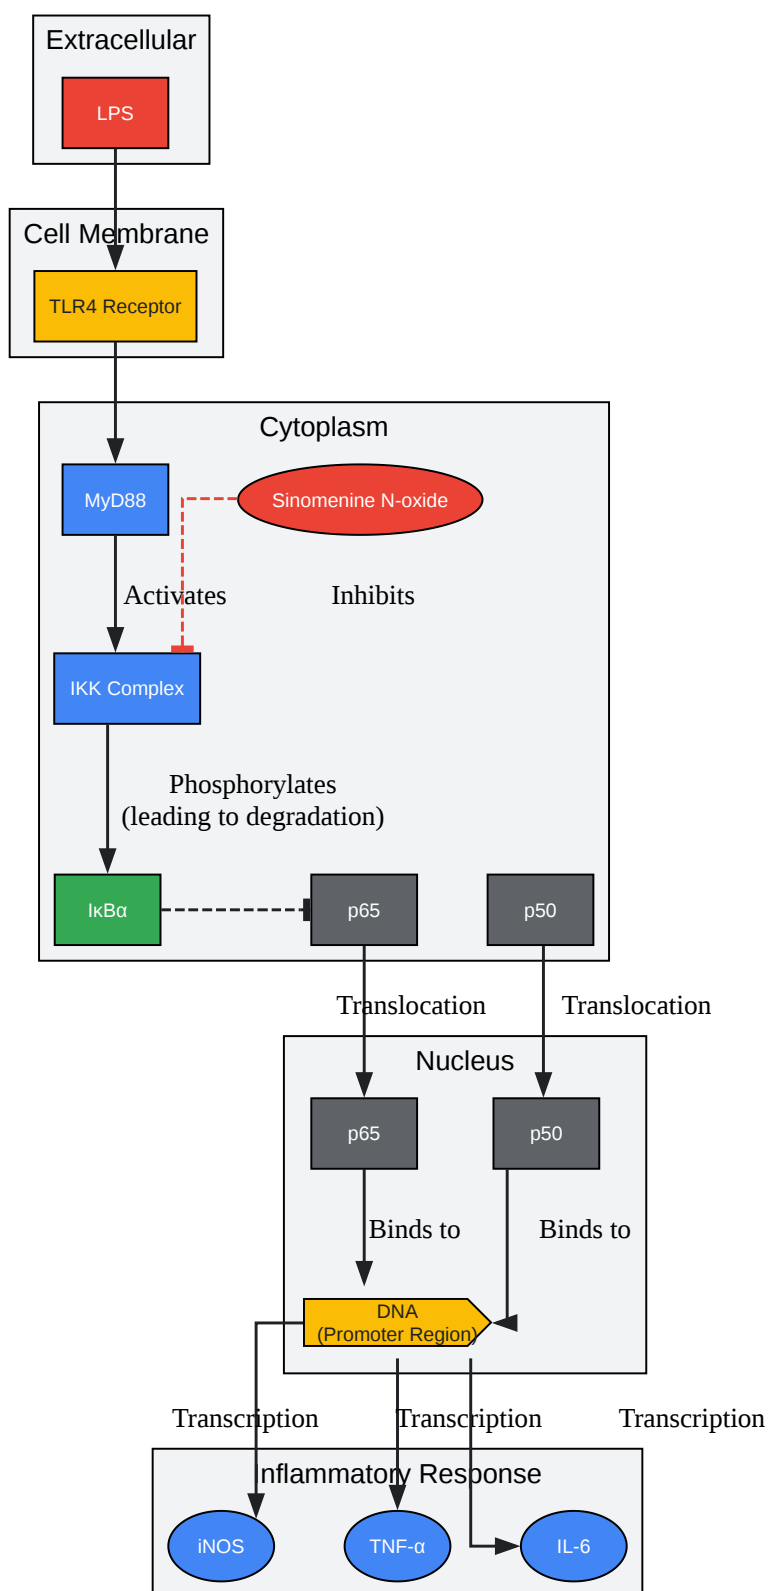 Extracellular
LPS
Cell Membrane
TLR4 Receptor
Cytoplasm
MyD88
Sinomenine N-oxide
Activates
Inhibits
IKK Complex
Phosphorylates
(leading to degradation)
IκBα
p65
p50
Translocation
Translocation
Nucleus
p65
p50
Binds to
Binds to
DNA
(Promoter Region)
Transcription
Transcription
Transcription
Inflammatory Response
iNOS
TNF-α
IL-6